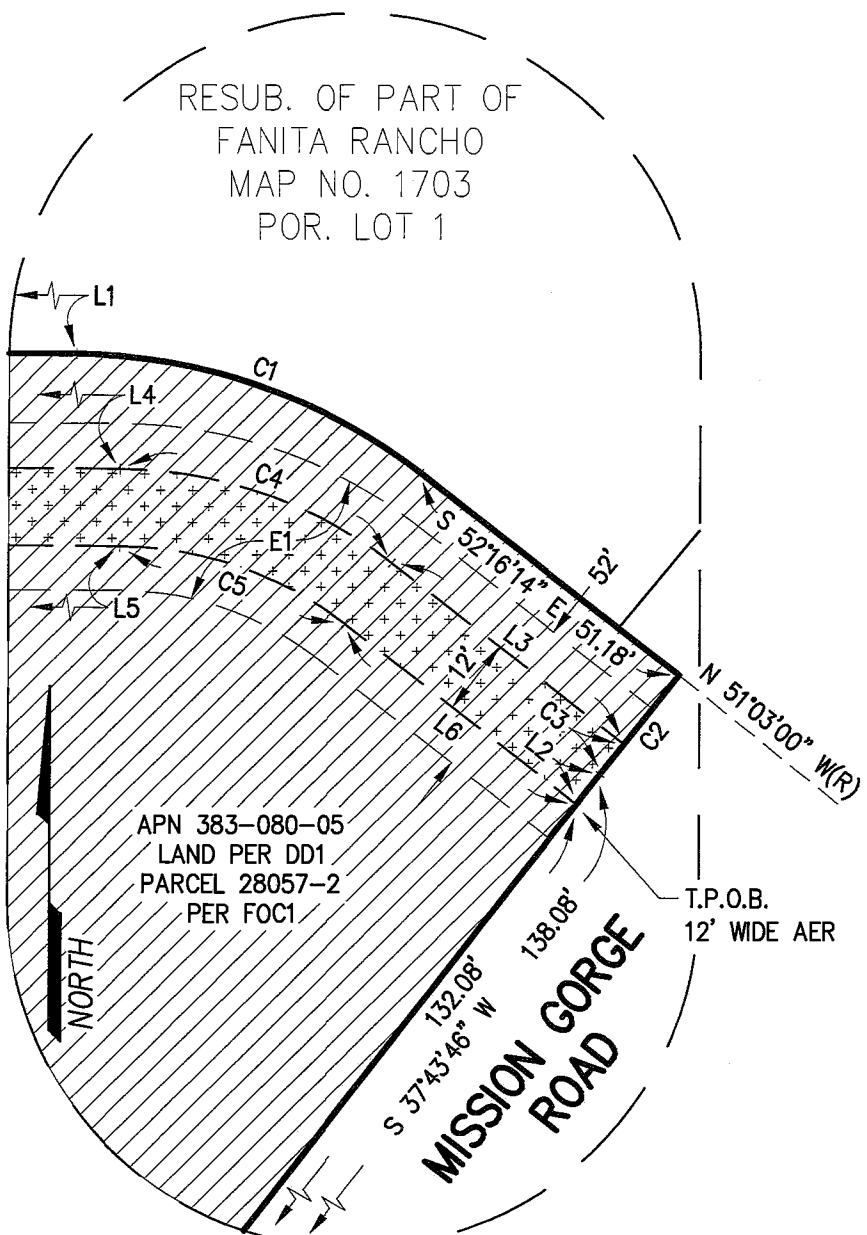 RESUB. OF PART OF
FANITA RANCHO
MAP NO. 1703
POR. LOT 1
L1
C1
L4
C4
S 52°16'14" E 51.18'
52'
E1
C5
L5
L3
12'
L6
C3
L2
C2
N 51°03'00" W(R)
APN 383-080-05
LAND PER DD1
PARCEL 28057-2
PER FOC1
T.P.O.B.
12' WIDE AER
NORTH
138.08'
132.08'
S 37°43'46" W
MISSION GORGE
ROAD